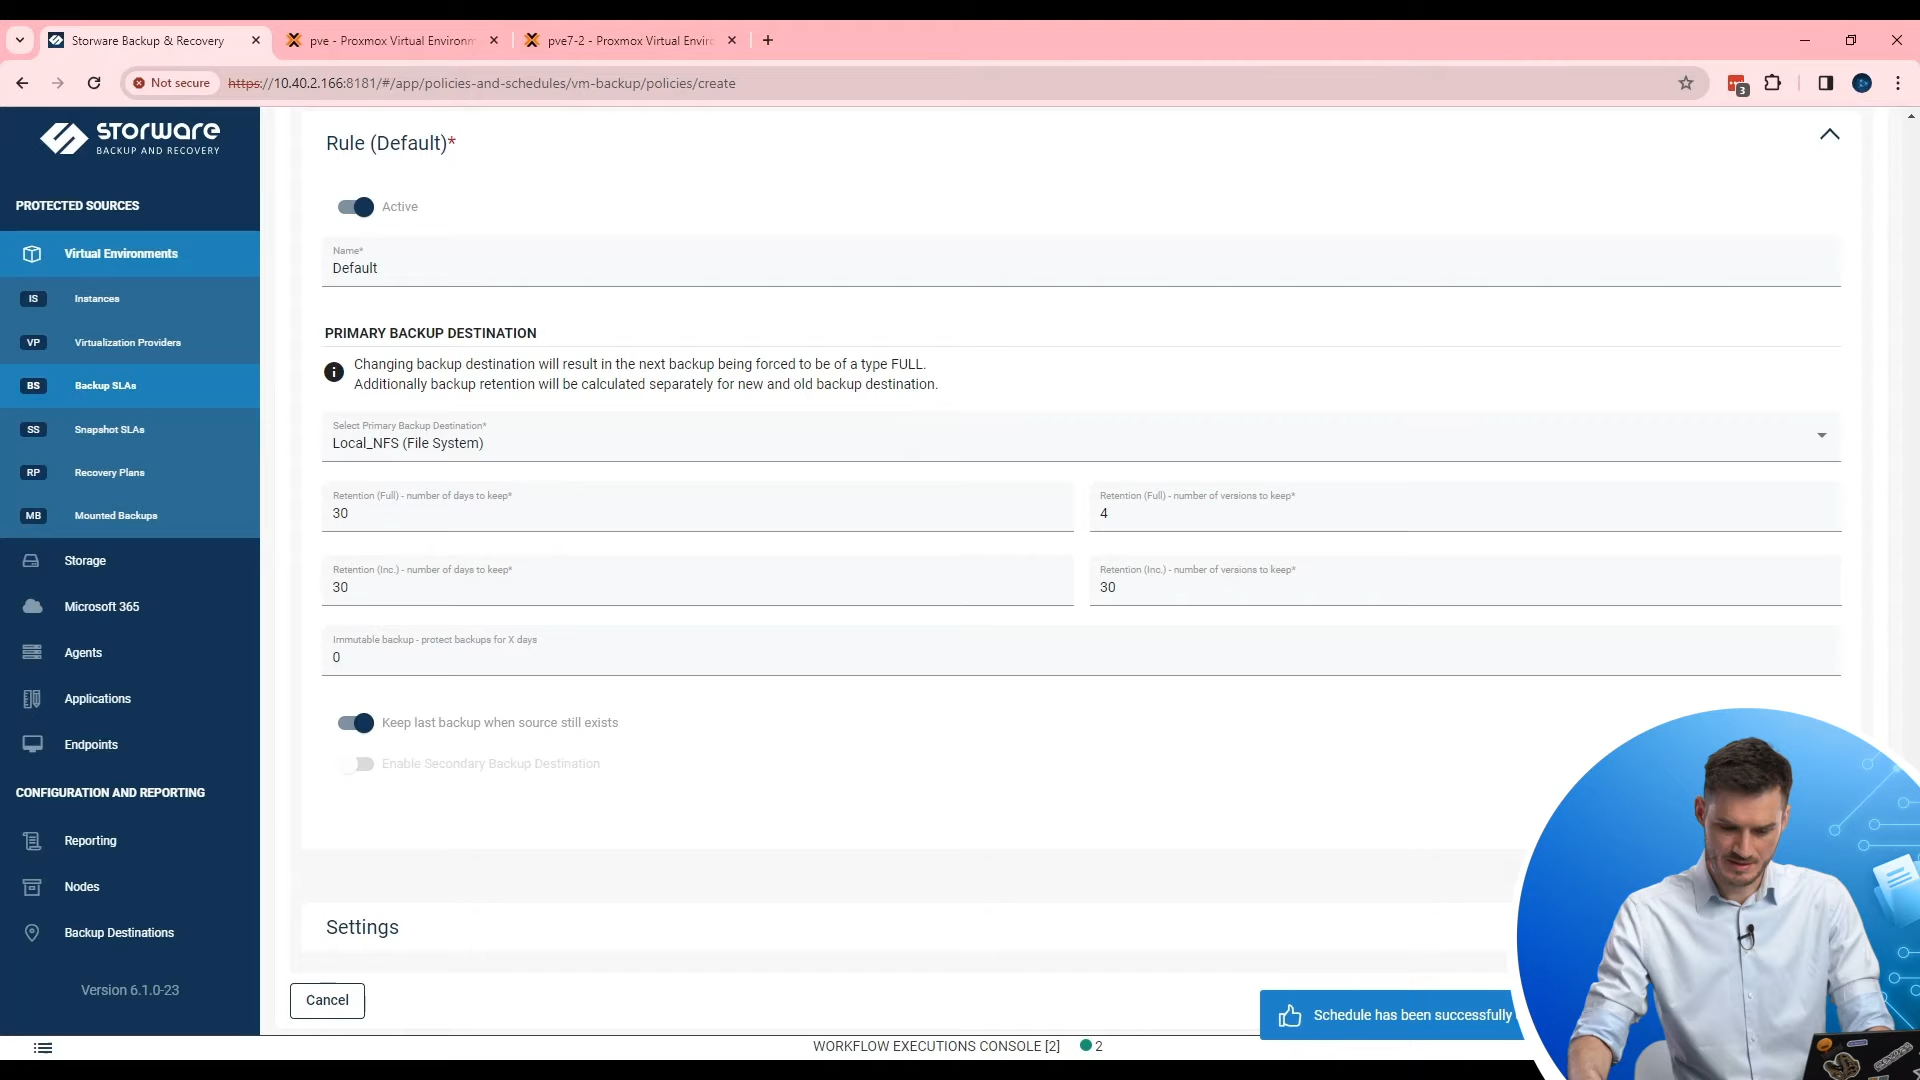 Storware Backup & Recovery
pve - Proxmox Virtual Environm
pve7-2 - Proxmox Virtual Enviro
Not secure
https://10.40.2.166:8181/#/app/policies-and-schedules/vm-backup/policies/create
3
STORWARE
BACKUP AND RECOVERY
PROTECTED SOURCES
Virtual Environments
IS Instances
VP Virtualization Providers
BS Backup SLAs
SS Snapshot SLAs
RP Recovery Plans
MB Mounted Backups
Storage
Microsoft 365
Agents
Applications
Endpoints
CONFIGURATION AND REPORTING
Reporting
Nodes
Backup Destinations
Version 6.1.0-23
Rule (Default)*
Active
Name*
Default
PRIMARY BACKUP DESTINATION
Changing backup destination will result in the next backup being forced to be of a type FULL.
Additionally backup retention will be calculated separately for new and old backup destination.
Select Primary Backup Destination*
Local_NFS (File System)
Retention (Full) - number of days to keep*
30
Retention (Full) - number of versions to keep*
4
Retention (Inc.) - number of days to keep*
30
Retention (Inc.) - number of versions to keep*
30
Immutable backup - protect backups for X days
0
Keep last backup when source still exists
Enable Secondary Backup Destination
Settings
Cancel
Schedule has been successfully
WORKFLOW EXECUTIONS CONSOLE [2] 2